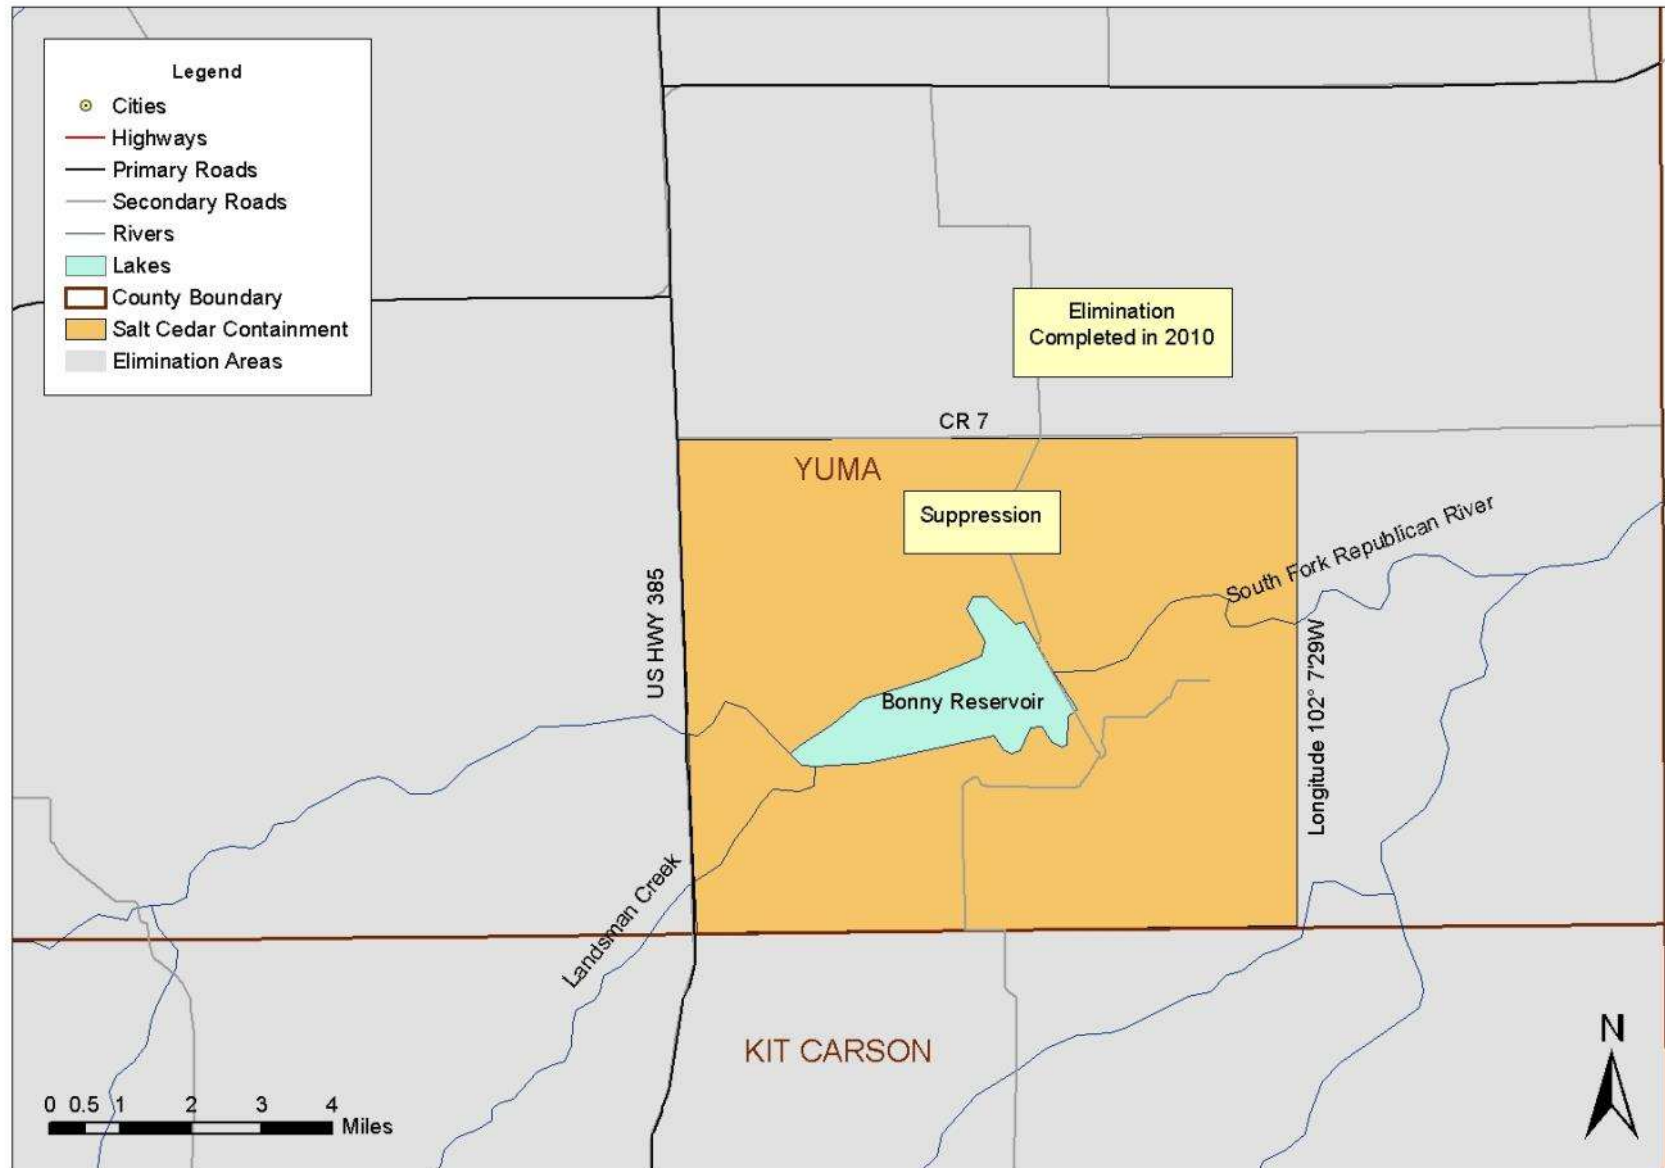 Legend
Cities
Highways
Primary Roads
Secondary Roads
Rivers
Lakes
County Boundary
Salt Cedar Containment
Elimination Areas
Elimination
Completed in 2010
CR 7
YUMA
Suppression
South Fork Republican River
US HWY 385
Bonny Reservoir
Longitude 102° 7'29W
Landsman Creek
KIT CARSON
N
0 0.5 1 2 3 4
Miles